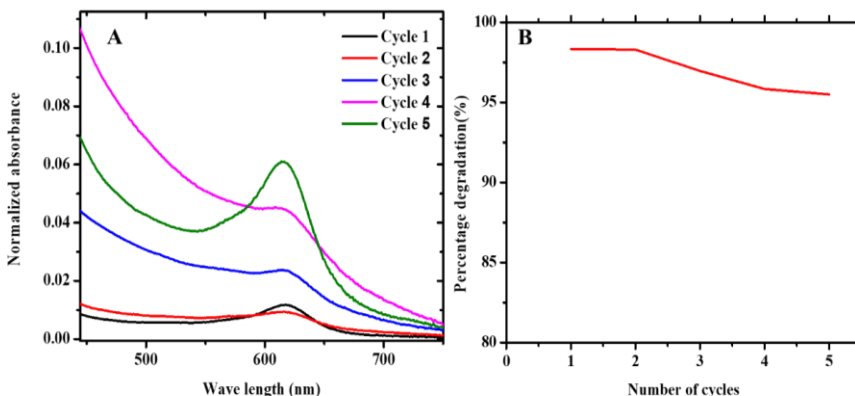 A
Cycle 1
Cycle 2
Cycle 3
Cycle 4
Cycle 5
0.10
0.08
0.06
0.04
0.02
0.00
Normalized absorbance
500 600 700
Wave length (nm)
B
100
95
90
85
80
Percentage degradation(%)
0 1 2 3 4 5
Number of cycles